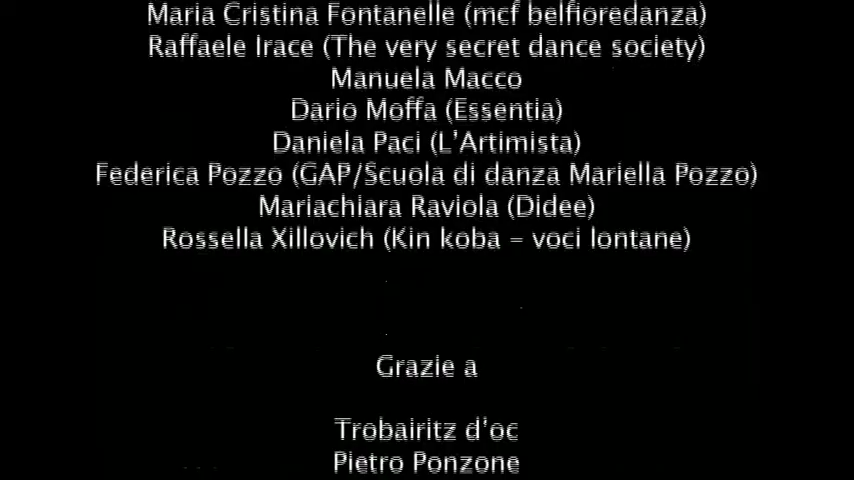 Maria Cristina Fontanelle (mcf belfioredanza)
Raffaele Irace (The very secret dance society)
Manuela Macco
Dario Moffa (Essentia)
Daniela Paci (L'Artimista)
Federica Pozzo (GAP/Scuola di danza Mariella Pozzo)
Mariachiara Raviola (Didee)
Rossella Xillovich (Kin koba – voci lontane)
Grazie a
Trobairitz d'oc
Pietro Ponzone